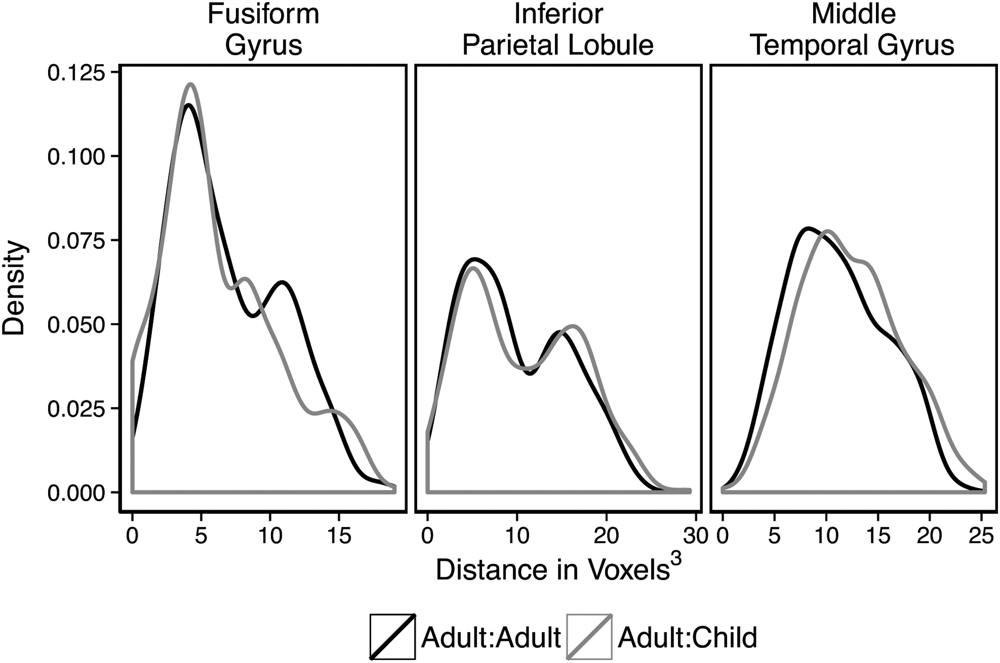 Fusiform
Gyrus
Inferior
Parietal Lobule
Middle
Temporal Gyrus
Density
0.125
0.100
0.075
0.050
0.025
0.000
0 5 10 15
0 10 20 30
0 5 10 15 20 25
Distance in Voxels³
Adult:Adult Adult:Child